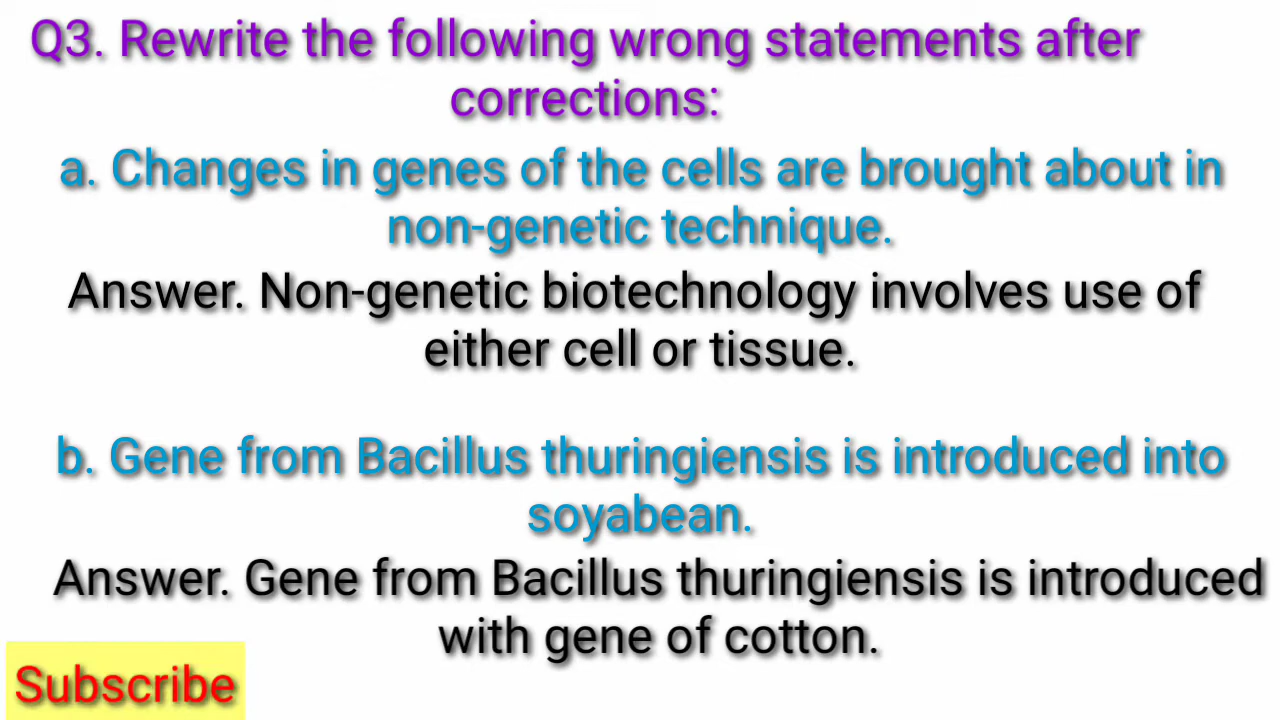 Q3. Rewrite the following wrong statements after
corrections:
a. Changes in genes of the cells are brought about in
non-genetic technique.
Answer. Non-genetic biotechnology involves use of
either cell or tissue.
b. Gene from Bacillus thuringiensis is introduced into
soyabean.
Answer. Gene from Bacillus thuringiensis is introduced
with gene of cotton.
Subscribe